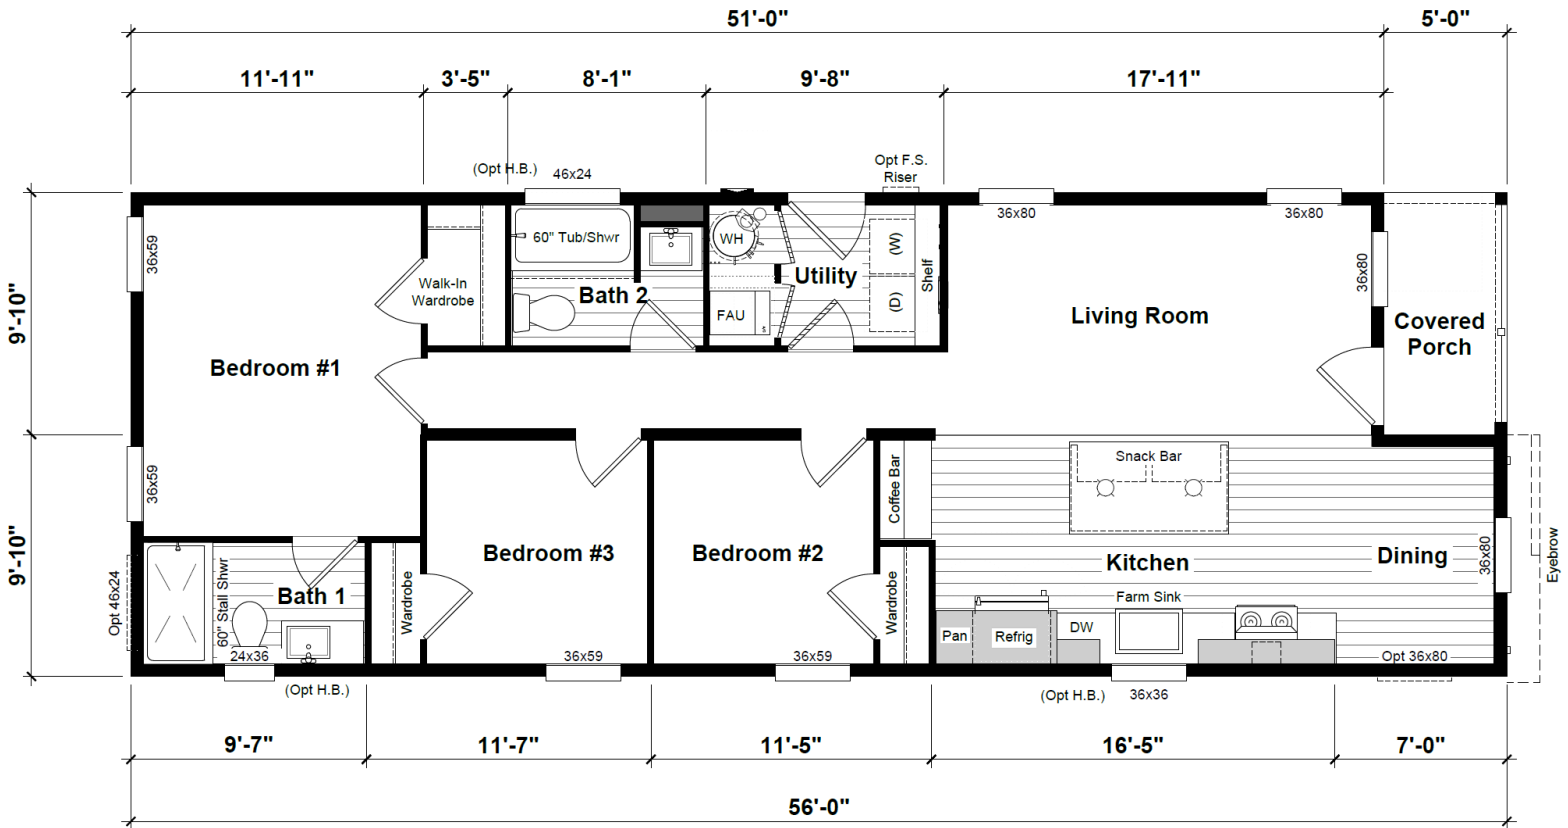 51'-0"
5'-0"
11'-11"
3'-5"
8'-1"
9'-8"
17'-11"
(Opt H.B.)
46x24
Opt F.S.
Riser
36x80
36x80
36x59
60" Tub/Shwr
WH
(W)
Shelf
36x80
Walk-In
Wardrobe
Bath 2
Utility
(D)
FAU
s
Living Room
Covered
Porch
9'-10"
Bedroom #1
36x59
Coffee Bar
Snack Bar
9'-10"
Bedroom #3
Bedroom #2
Kitchen
Dining
36x80
Eyebrow
Opt 46x24
60" Stall Shwr
Bath 1
Wardrobe
Wardrobe
Farm Sink
Pan
Refrig
DW
24x36
36x59
36x59
Opt 36x80
(Opt H.B.)
(Opt H.B.)
36x36
9'-7"
11'-7"
11'-5"
16'-5"
7'-0"
56'-0"